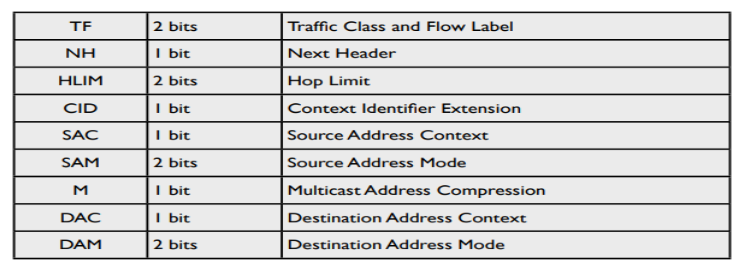 TF 2 bits Traffic Class and Flow Label
NH 1 bit Next Header
HLIM 2 bits Hop Limit
CID 1 bit Context Identifier Extension
SAC 1 bit Source Address Context
SAM 2 bits Source Address Mode
M 1 bit Multicast Address Compression
DAC 1 bit Destination Address Context
DAM 2 bits Destination Address Mode